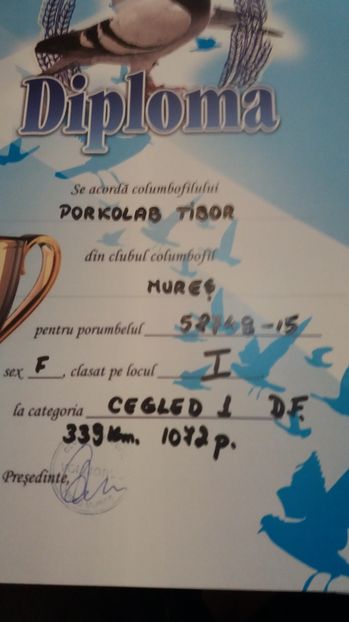 Diploma
Se acordă columbofilului
PORKOLAB TIBOR
din clubul columbofil
MUREȘ
pentru porumbelul 52748-15
sex F, clasat pe locul I
la categoria CEGLED 1 D.F.
339 km. 1072 p.
Președinte,